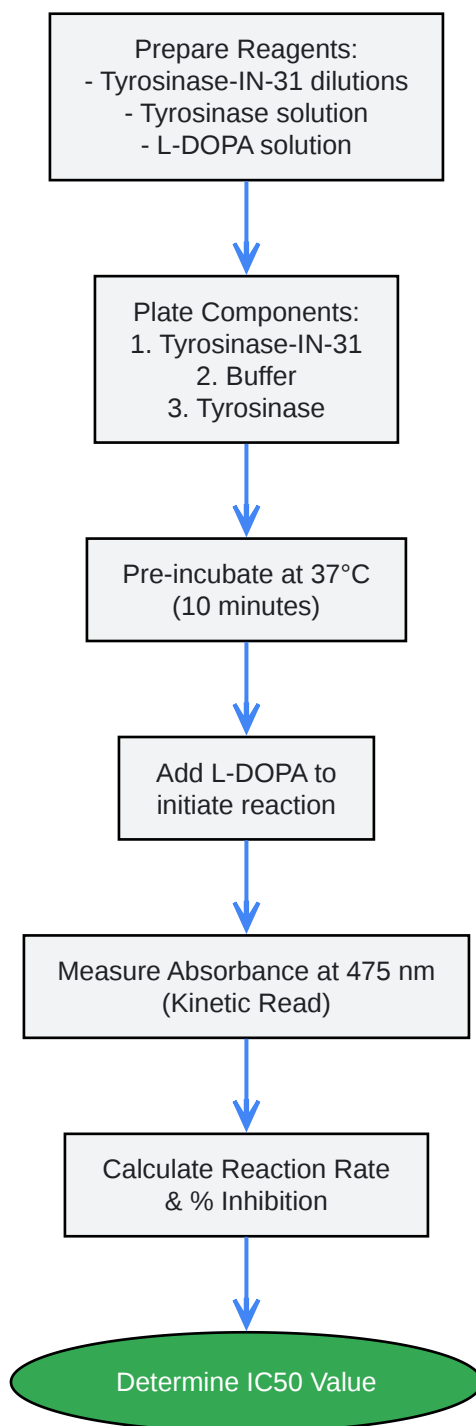 Prepare Reagents:
- Tyrosinase-IN-31 dilutions
- Tyrosinase solution
- L-DOPA solution
Plate Components:
1. Tyrosinase-IN-31
2. Buffer
3. Tyrosinase
Pre-incubate at 37°C
(10 minutes)
Add L-DOPA to
initiate reaction
Measure Absorbance at 475 nm
(Kinetic Read)
Calculate Reaction Rate
& % Inhibition
Determine IC50 Value